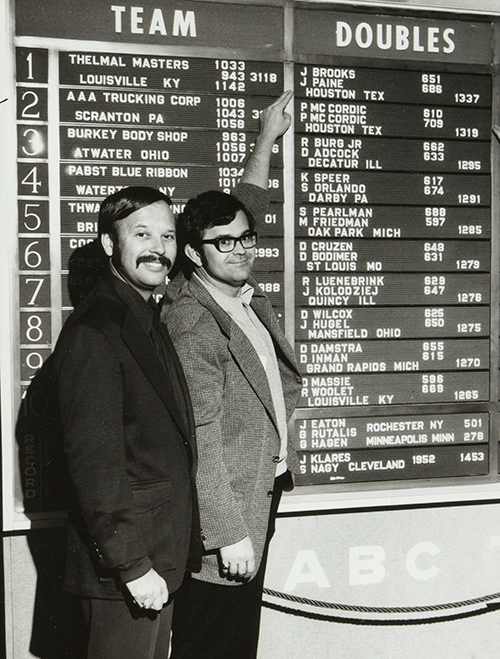 TEAM
1 THELMAL MASTERS 1033
LOUISVILLE KY 943 3118
1142
2 AAA TRUCKING CORP 1006
SCRANTON PA 1043
1058
3 BURKEY BODY SHOP 963
ATWATER OHIO 1056
1007
4 PABST BLUE RIBBON 1034
5
6 993
7 388
8
9
10
RECORD
DOUBLES
J BROOKS 651
J PAINE 686
HOUSTON TEX 1337
P MC CORDIC 610
P MC CORDIC 709
HOUSTON TEX 1319
R BURG JR 662
D ADCOCK 633
DECATUR ILL 1295
K SPEER 617
S ORLANDO 674
DARBY PA 1291
S PEARLMAN 688
M FRIEDMAN 597
OAK PARK MICH 1285
D CRUZEN 648
D BODIMER 631
ST LOUIS MO 1279
R LUENEBRINK 629
J KOLODZIEJ 647
QUINCY ILL 1276
D WILCOX 625
J HUGEL 650
MANSFIELD OHIO 1275
D DAMSTRA 655
D INMAN 615
GRAND RAPIDS MICH 1270
D MASSIE 596
R WOOLET 669
LOUISVILLE KY 1265
J EATON ROCHESTER NY 501
G RUTALIS
G HAGEN MINNEAPOLIS MINN 278
J KLARES
S NAGY CLEVELAND 1952 1453
ABC